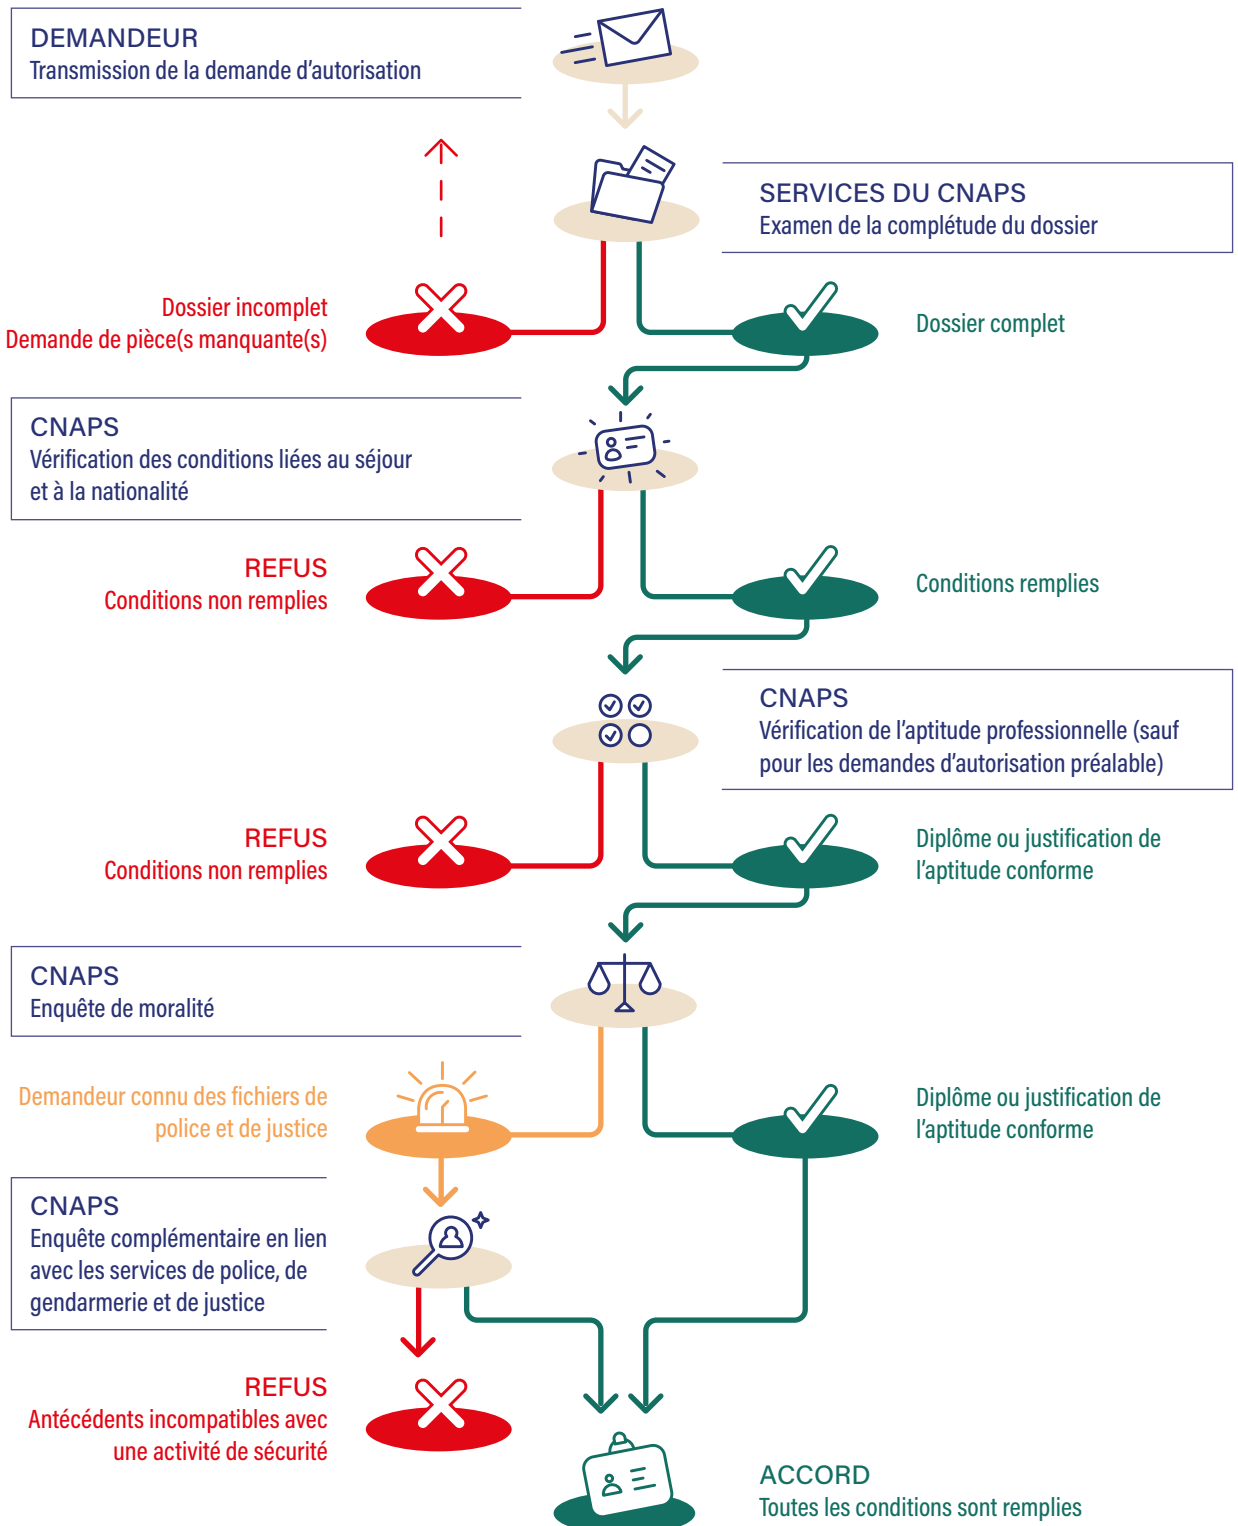 DEMANDEUR
Transmission de la demande d'autorisation
SERVICES DU CNAPS
Examen de la complétude du dossier
Dossier incomplet
Demande de pièce(s manquante(s)
Dossier complet
CNAPS
Vérification des conditions liées au séjour
et à la nationalité
REFUS
Conditions non remplies
Conditions remplies
CNAPS
Vérification de l'aptitude professionnelle (sauf
pour les demandes d'autorisation préalable)
REFUS
Conditions non remplies
Diplôme ou justification de
l'aptitude conforme
CNAPS
Enquête de moralité
Demandeur connu des fichiers de
police et de justice
Diplôme ou justification de
l'aptitude conforme
CNAPS
Enquête complémentaire en lien
avec les services de police, de
gendarmerie et de justice
REFUS
Antécédents incompatibles avec
une activité de sécurité
ACCORD
Toutes les conditions sont remplies